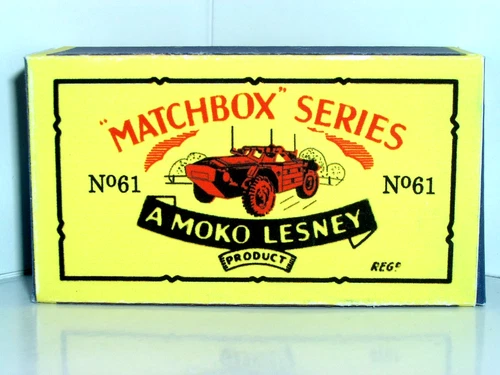 "MATCHBOX" SERIES
No61
No61
A MOKO LESNEY
PRODUCT
REGD